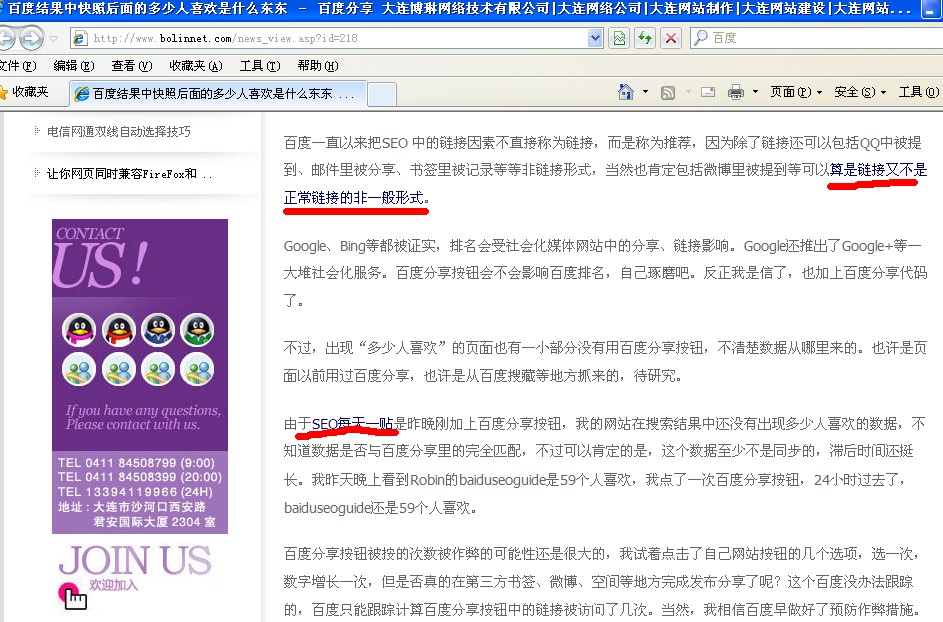 百度结果中快照后面的多少人喜欢是什么东东 － 百度分享 大连博琳网络技术有限公司|大连网络公司|大连网站制作|大连网站建设|大连网站...
http://www.bolinnet.com/news_view.asp?id=218
百度
文件(F) 编辑(E) 查看(V) 收藏夹(A) 工具(T) 帮助(H)
收藏夹 百度结果中快照后面的多少人喜欢是什么东东 ... 页面(P) 安全(S) 工具(O)
电信网通双线自动选择技巧
让你网页同时兼容FireFox和 ..
CONTACT
US!
If you have any questions,
Please contact with us.
TEL 0411 84508799 (9:00)
TEL 0411 84508399 (20:00)
TEL 13394119966 (24H)
地址：大连市沙河口西安路
君安国际大厦 2304 室
JOIN US
欢迎加入
百度一直以来把SEO 中的链接因素不直接称为链接，而是称为推荐，因为除了链接还可以包括QQ中被提
到、邮件里被分享、书签里被记录等等非链接形式，当然也肯定包括微博里被提到等可以算是链接又不是
正常链接的非一般形式。
Google、Bing等都被证实，排名会受社会化媒体网站中的分享、链接影响。Google还推出了Google+等一
大堆社会化服务。百度分享按钮会不会影响百度排名，自己琢磨吧。反正我是信了，也加上百度分享代码
了。
不过，出现“多少人喜欢”的页面也有一小部分没有用百度分享按钮，不清楚数据从哪里来的。也许是页
面以前用过百度分享，也许是从百度搜藏等地方抓来的，待研究。
由于SEO每天一贴是昨晚刚加上百度分享按钮，我的网站在搜索结果中还没有出现多少人喜欢的数据，不
知道数据是否与百度分享里的完全匹配，不过可以肯定的是，这个数据至少不是同步的，滞后时间还挺
长。我昨天晚上看到Robin的baiduseoguide是59个人喜欢，我点了一次百度分享按钮，24小时过去了，
baiduseoguide还是59个人喜欢。
百度分享按钮被按的次数被作弊的可能性还是很大的，我试着点击了自己网站按钮的几个选项，选一次，
数字增长一次，但是否真的在第三方书签、微博、空间等地方完成发布分享了呢？这个百度没办法跟踪
的，百度只能跟踪计算百度分享按钮中的链接被访问了几次。当然，我相信百度早做好了预防作弊措施。